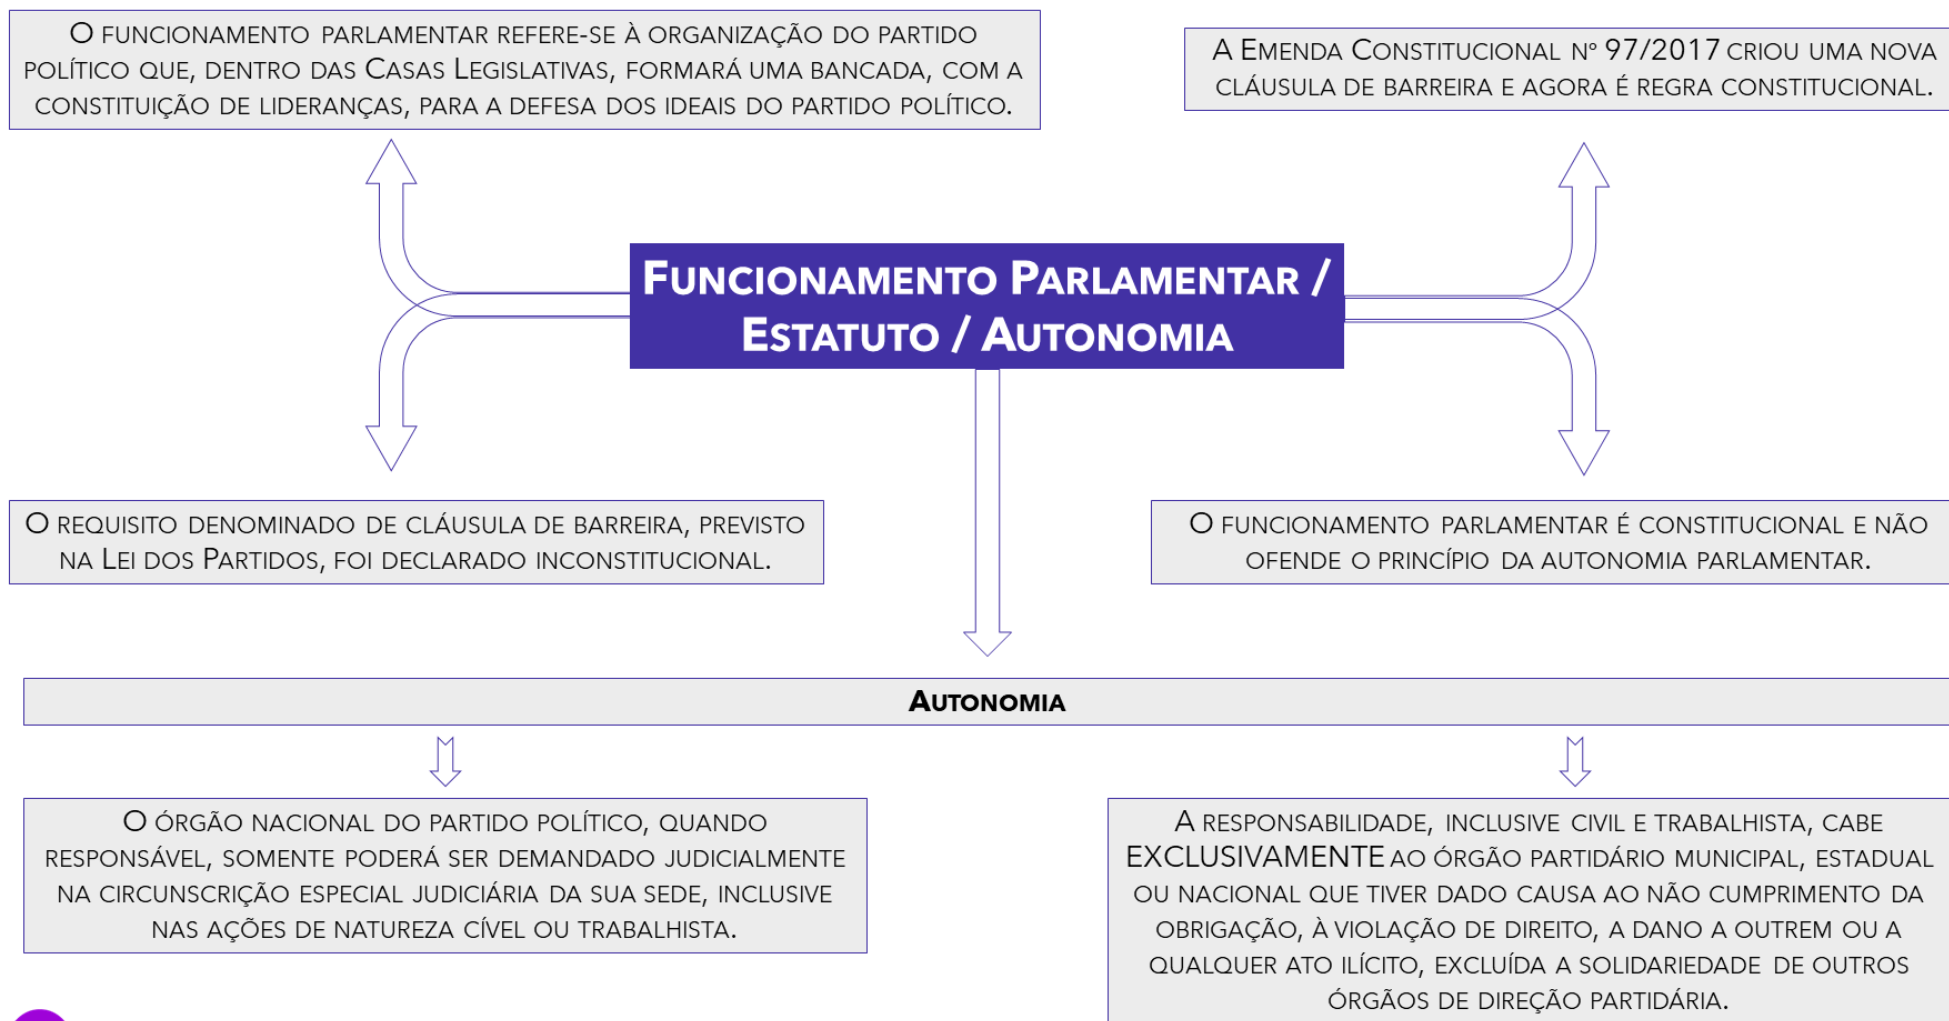 O FUNCIONAMENTO PARLAMENTAR REFERE-SE À ORGANIZAÇÃO DO PARTIDO
POLÍTICO QUE, DENTRO DAS CASAS LEGISLATIVAS, FORMARÁ UMA BANCADA, COM A
CONSTITUIÇÃO DE LIDERANÇAS, PARA A DEFESA DOS IDEAIS DO PARTIDO POLÍTICO.
A EMENDA CONSTITUCIONAL Nº 97/2017 CRIOU UMA NOVA
CLÁUSULA DE BARREIRA E AGORA É REGRA CONSTITUCIONAL.
FUNCIONAMENTO PARLAMENTAR /
ESTATUTO / AUTONOMIA
O REQUISITO DENOMINADO DE CLÁUSULA DE BARREIRA, PREVISTO
NA LEI DOS PARTIDOS, FOI DECLARADO INCONSTITUCIONAL.
O FUNCIONAMENTO PARLAMENTAR É CONSTITUCIONAL E NÃO
OFENDE O PRINCÍPIO DA AUTONOMIA PARLAMENTAR.
AUTONOMIA
O ÓRGÃO NACIONAL DO PARTIDO POLÍTICO, QUANDO
RESPONSÁVEL, SOMENTE PODERÁ SER DEMANDADO JUDICIALMENTE
NA CIRCUNSCRIÇÃO ESPECIAL JUDICIÁRIA DA SUA SEDE, INCLUSIVE
NAS AÇÕES DE NATUREZA CÍVEL OU TRABALHISTA.
A RESPONSABILIDADE, INCLUSIVE CIVIL E TRABALHISTA, CABE
EXCLUSIVAMENTE AO ÓRGÃO PARTIDÁRIO MUNICIPAL, ESTADUAL
OU NACIONAL QUE TIVER DADO CAUSA AO NÃO CUMPRIMENTO DA
OBRIGAÇÃO, À VIOLAÇÃO DE DIREITO, A DANO A OUTREM OU A
QUALQUER ATO ILÍCITO, EXCLUÍDA A SOLIDARIEDADE DE OUTROS
ÓRGÃOS DE DIREÇÃO PARTIDÁRIA.